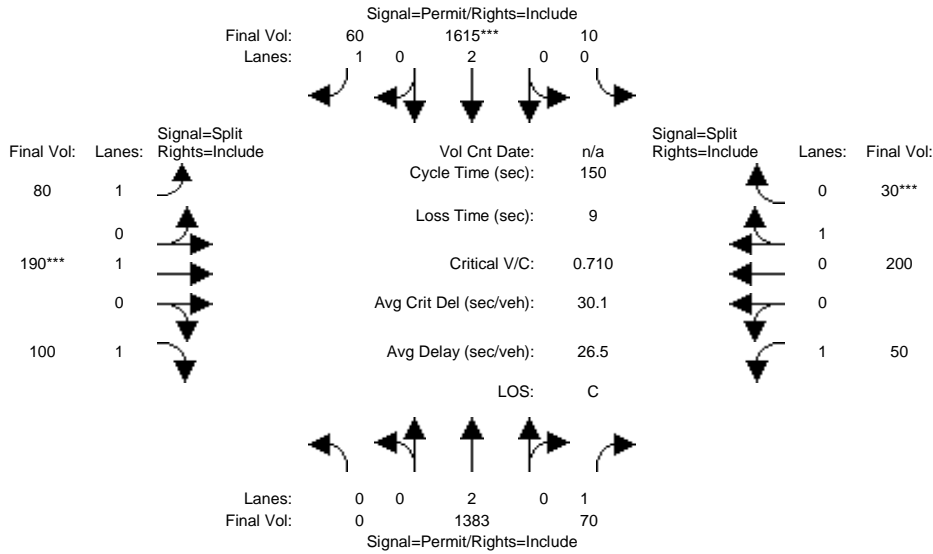 Signal=Permit/Rights=Include
Final Vol: 60 1615*** 10
Lanes: 1 0 2 0 0
Signal=Split Signal=Split
Final Vol: Lanes: Rights=Include Vol Cnt Date: n/a Rights=Include Lanes: Final Vol:
Cycle Time (sec): 150
80 1 0 30***
Loss Time (sec): 9
0 1
190*** 1 Critical V/C: 0.710 0 200
0 Avg Crit Del (sec/veh): 30.1 0
100 1 Avg Delay (sec/veh): 26.5 1 50
LOS: C
Lanes: 0 0 2 0 1
Final Vol: 0 1383 70
Signal=Permit/Rights=Include